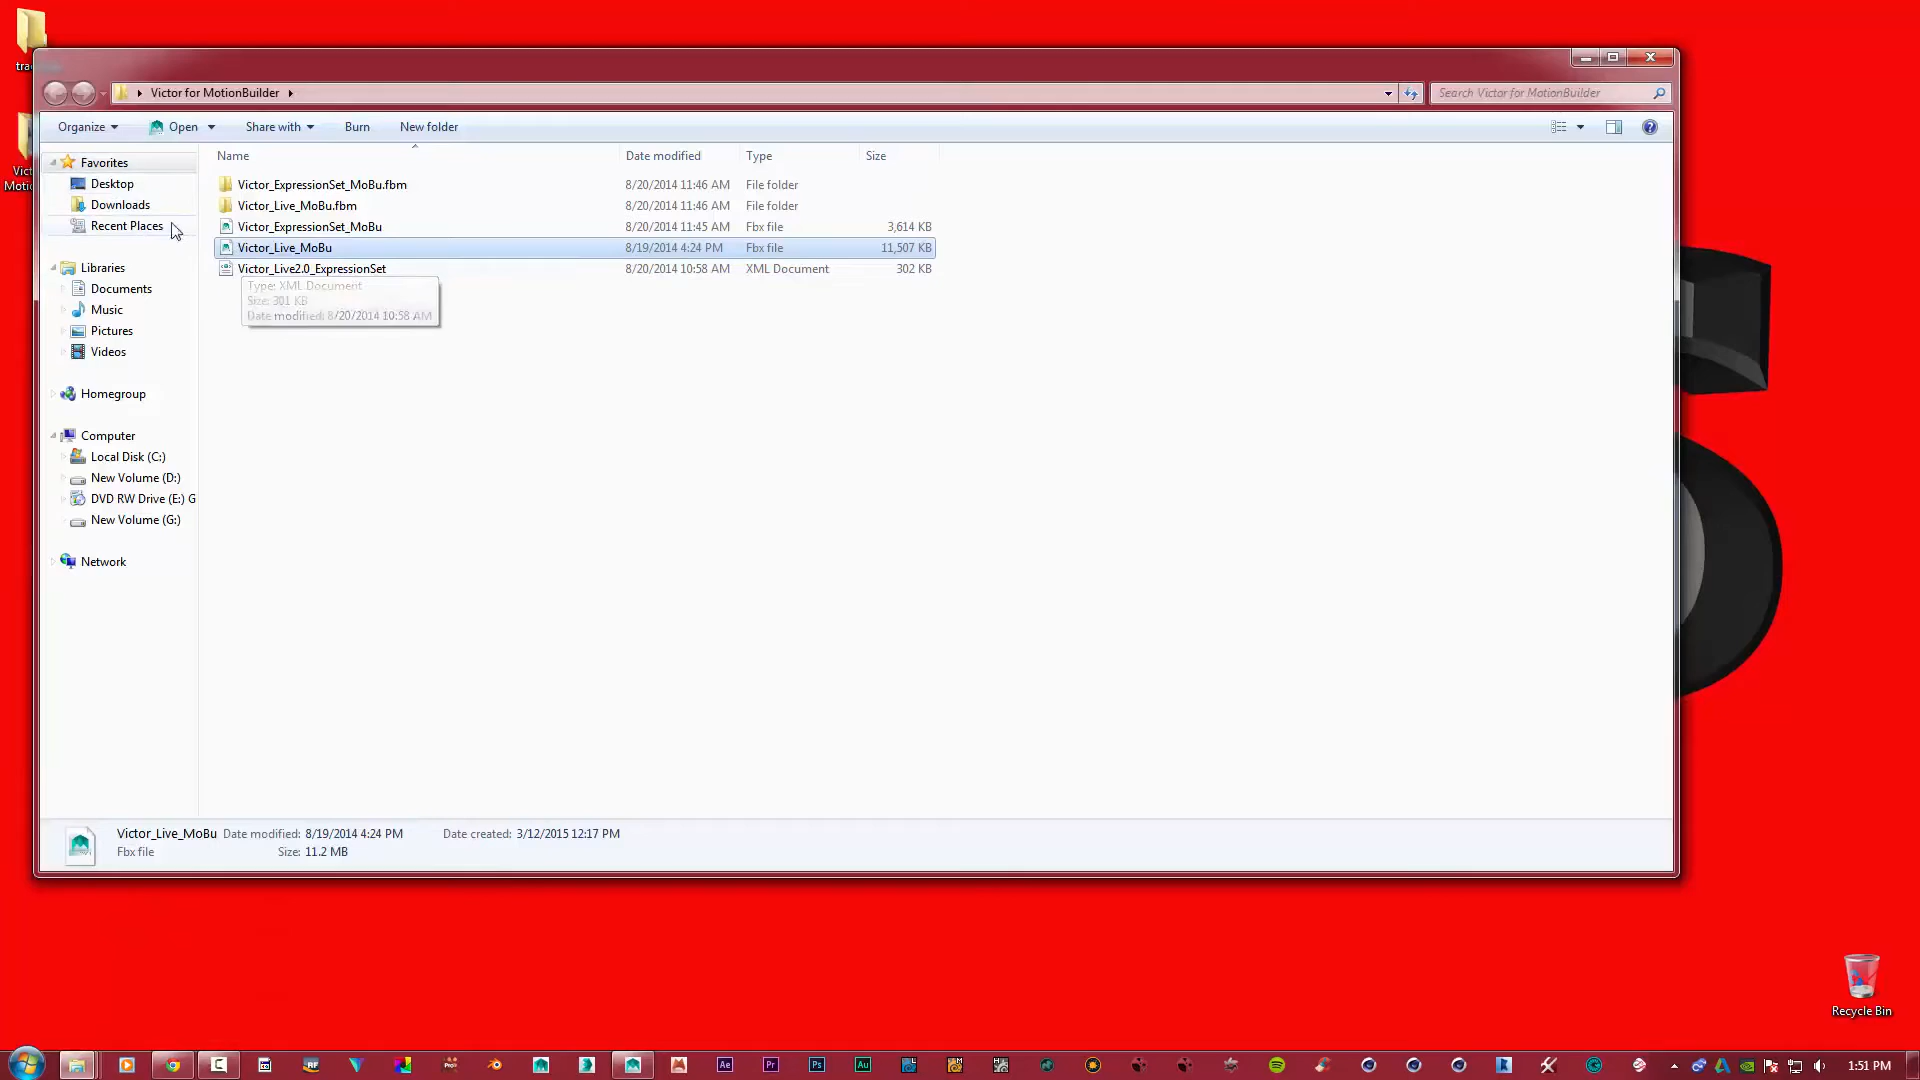 trac
Victor for MotionBuilder
Search Victor for MotionBuilder
Organize
Open
Share with
Burn
New folder
Vict
Motio
Name
Date modified
Type
Size
Favorites
Desktop
Downloads
Recent Places
Libraries
Documents
Music
Pictures
Videos
Homegroup
Computer
Local Disk (C:)
New Volume (D:)
DVD RW Drive (E:) G
New Volume (G:)
Network
Victor_ExpressionSet_MoBu.fbm 8/20/2014 11:46 AM File folder
Victor_Live_MoBu.fbm 8/20/2014 11:46 AM File folder
Victor_ExpressionSet_MoBu 8/20/2014 11:45 AM Fbx file 3,614 KB
Victor_Live_MoBu 8/19/2014 4:24 PM Fbx file 11,507 KB
Victor_Live2.0_ExpressionSet 8/20/2014 10:58 AM XML Document 302 KB
Type: XML Document
Size: 301 KB
Date modified: 8/20/2014 10:58 AM
Victor_Live_MoBu Date modified: 8/19/2014 4:24 PM Date created: 3/12/2015 12:17 PM
Fbx file Size: 11.2 MB
Recycle Bin
Ae
Pr
Ps
Au
1:51 PM